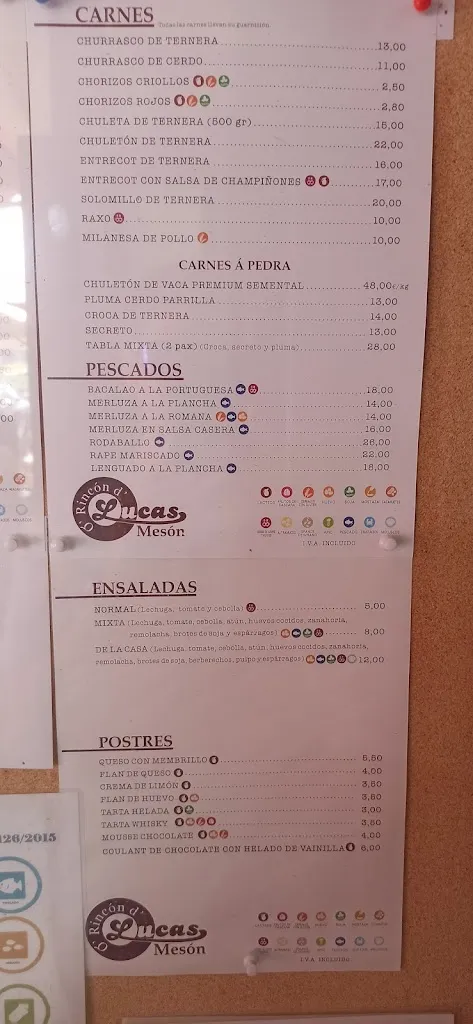 CARNES Todas las carnes llevan su guarnición
CHURRASCO DE TERNERA 13,00
CHURRASCO DE CERDO 11,00
CHORIZOS CRIOLLOS 2,50
CHORIZOS ROJOS 2,80
CHULETA DE TERNERA (500 gr) 15,00
CHULETÓN DE TERNERA 22,00
ENTRECOT DE TERNERA 16,00
ENTRECOT CON SALSA DE CHAMPIÑONES 17,00
SOLOMILLO DE TERNERA 20,00
RAXO 10,00
MILANESA DE POLLO 10,00
CARNES Á PEDRA
CHULETÓN DE VACA PREMIUM SEMENTAL 48,00€/kg
PLUMA CERDO PARRILLA 13,00
CROCA DE TERNERA 14,00
SECRETO 13,00
TABLA MIXTA (2 pax) (Croca, secreto y pluma) 28,00
PESCADOS
BACALAO A LA PORTUGUESA 18,00
MERLUZA A LA PLANCHA 14,00
MERLUZA A LA ROMANA 14,00
MERLUZA EN SALSA CASERA 16,00
RODABALLO 26,00
RAPE MARISCADO 22,00
LENGUADO A LA PLANCHA 18,00
O´Rincón d´
Lucas
Mesón
I.V.A. INCLUIDO
ENSALADAS
NORMAL (Lechuga, tomate y cebolla) 5,00
MIXTA (Lechuga, tomate, cebolla, atún, huevos cocidos, zanahoria,
remolacha, brotes de soja y espárragos) 8,00
DE LA CASA (Lechuga, tomate, cebolla, atún, huevos cocidos, zanahoria,
remolacha, brotes de soja, berberechos, pulpo y espárragos) 12,00
POSTRES
QUESO CON MEMBRILLO 5,50
FLAN DE QUESO 4,00
CREMA DE LIMÓN 3,50
FLAN DE HUEVO 3,50
TARTA HELADA 3,00
TARTA WHISKY 3,50
MOUSSE CHOCOLATE 4,00
COULANT DE CHOCOLATE CON HELADO DE VAINILLA 6,00
126/2015
O´Rincón d´
Lucas
Mesón
I.V.A. INCLUIDO